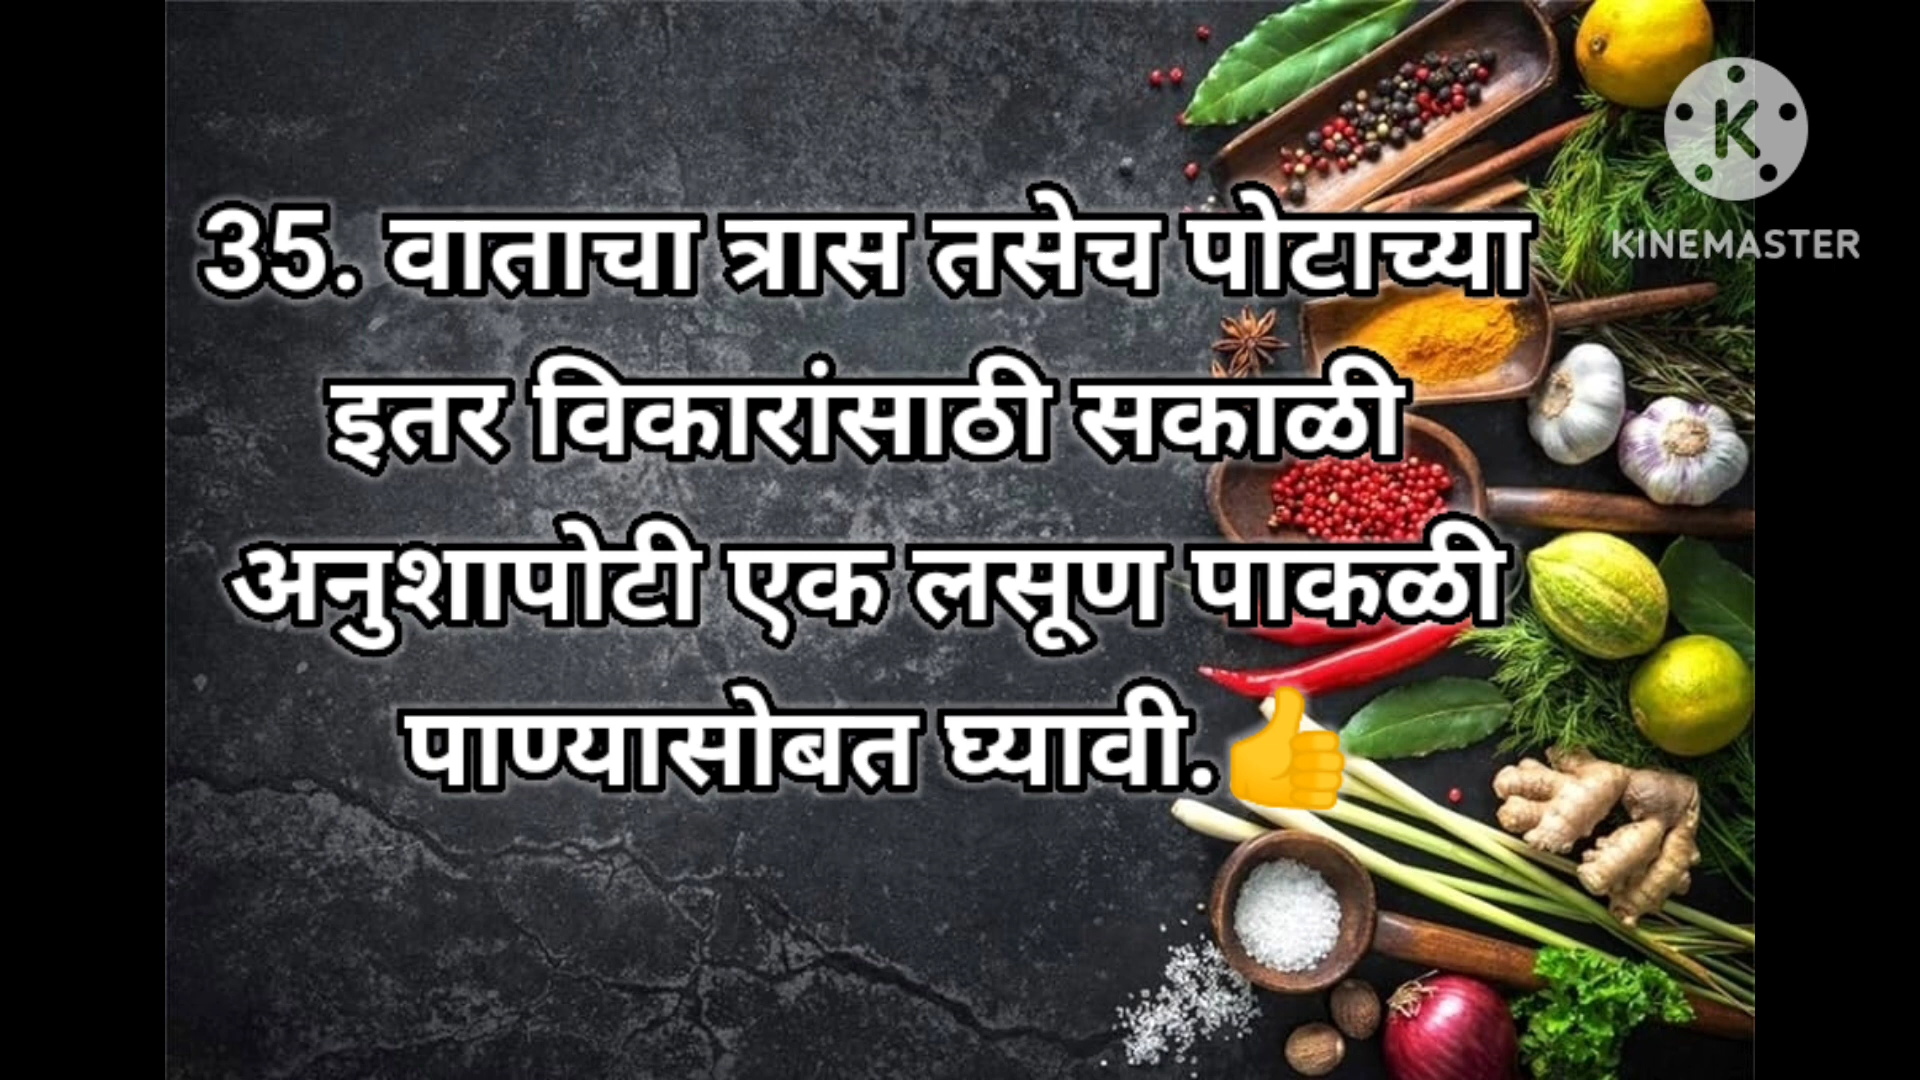 35. वाताचा त्रास तसेच पोटाच्या
इतर विकारांसाठी सकाळी
अनुशापोटी एक लसूण पाकळी
पाण्यासोबत घ्यावी.👍
K
KINEMASTER